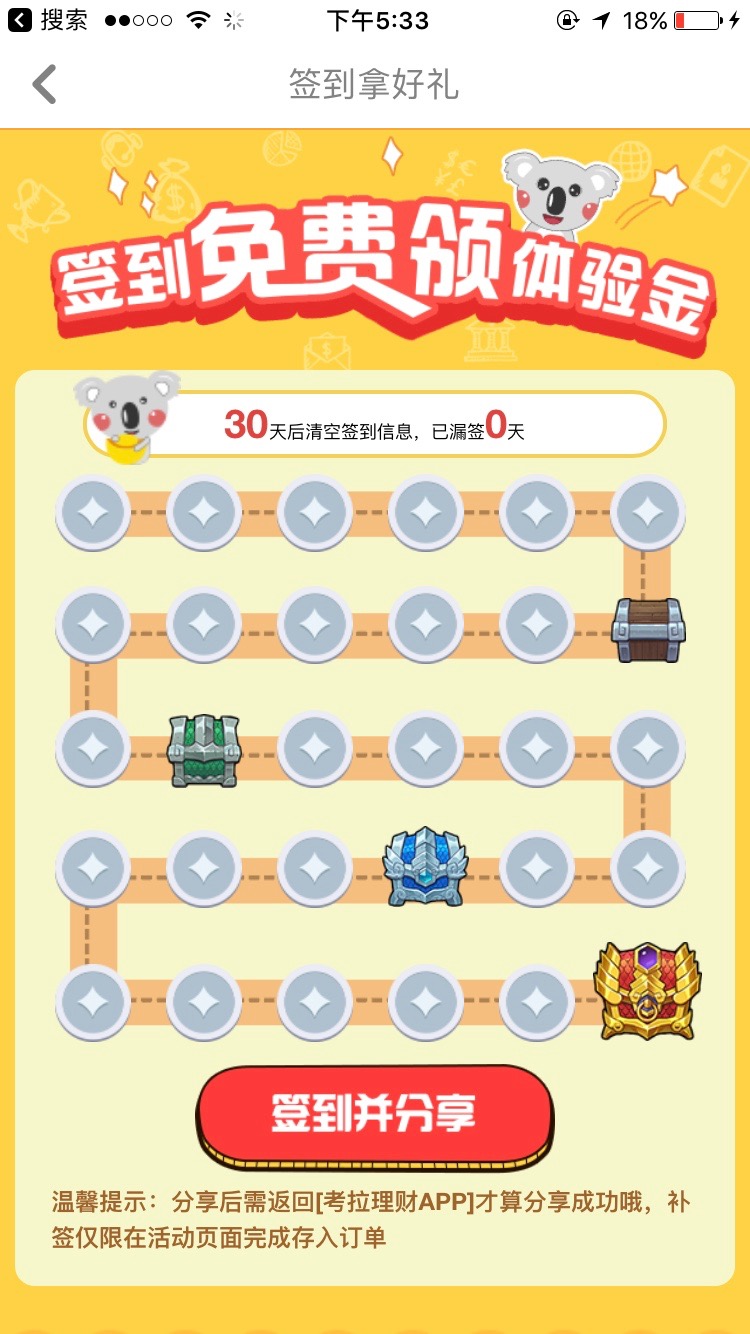 搜索 下午5:33 18%
签到拿好礼
签到免费领体验金
30天后清空签到信息，已漏签0天
签到并分享
温馨提示：分享后需返回[考拉理财APP]才算分享成功哦，补
签仅限在活动页面完成存入订单